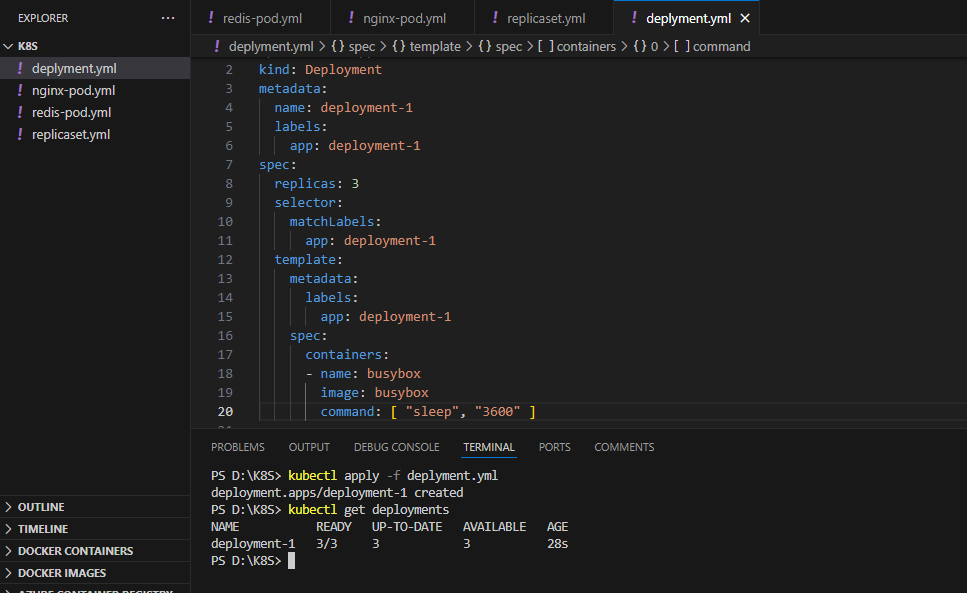 EXPLORER
...
K8S
! deplyment.yml
! nginx-pod.yml
! redis-pod.yml
! replicaset.yml
OUTLINE
TIMELINE
DOCKER CONTAINERS
DOCKER IMAGES
AZURE CONTAINER REGISTRY
! redis-pod.yml
! nginx-pod.yml
! replicaset.yml
! deplyment.yml ×
! deplyment.yml > {} spec > {} template > {} spec > [ ] containers > {} 0 > [ ] command
2 kind: Deployment
3 metadata:
4 name: deployment-1
5 labels:
6 app: deployment-1
7 spec:
8 replicas: 3
9 selector:
10 matchLabels:
11 app: deployment-1
12 template:
13 metadata:
14 labels:
15 app: deployment-1
16 spec:
17 containers:
18 - name: busybox
19 image: busybox
20 command: [ "sleep", "3600" ]
PROBLEMS OUTPUT DEBUG CONSOLE TERMINAL PORTS COMMENTS
PS D:\K8S> kubectl apply -f deplyment.yml
deployment.apps/deployment-1 created
PS D:\K8S> kubectl get deployments
NAME READY UP-TO-DATE AVAILABLE AGE
deployment-1 3/3 3 3 28s
PS D:\K8S>